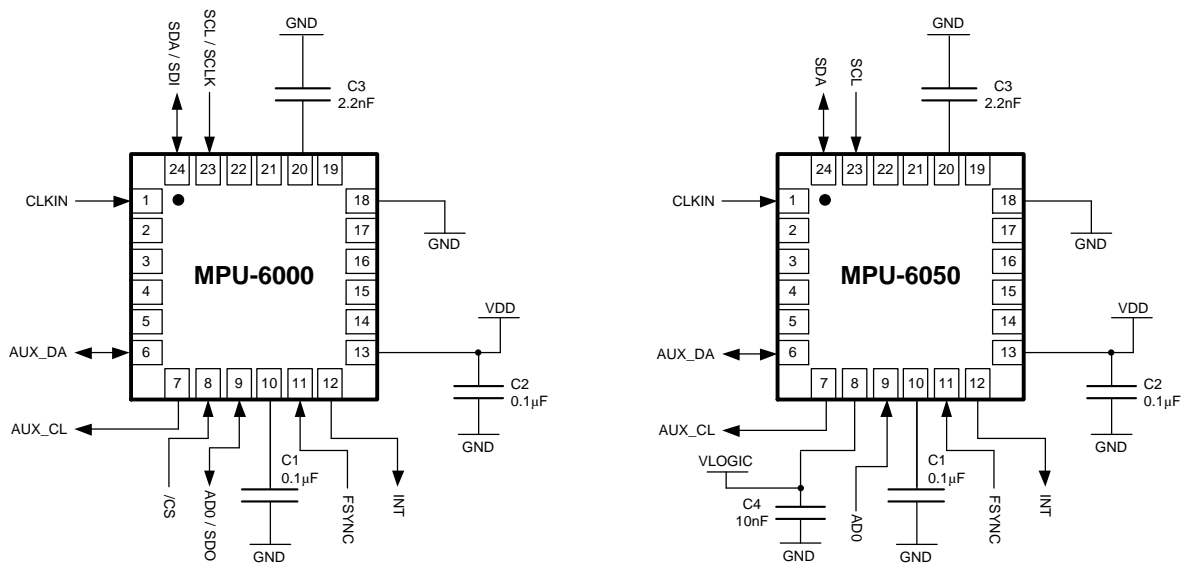 GND
SDA / SDI
SCL / SCLK
C3
2.2nF
24 23 22 21 20 19
CLKIN
1
2
3
4
5
6
18
17
16
15
14
13
MPU-6000
GND
VDD
AUX_DA
7 8 9 10 11 12
C2
0.1µF
AUX_CL
GND
/CS
AD0 / SDO
C1
0.1µF
FSYNC
INT
GND
GND
SDA
SCL
C3
2.2nF
24 23 22 21 20 19
CLKIN
1
2
3
4
5
6
18
17
16
15
14
13
MPU-6050
GND
VDD
AUX_DA
7 8 9 10 11 12
C2
0.1µF
AUX_CL
GND
VLOGIC
C4
10nF
GND
AD0
C1
0.1µF
FSYNC
INT
GND